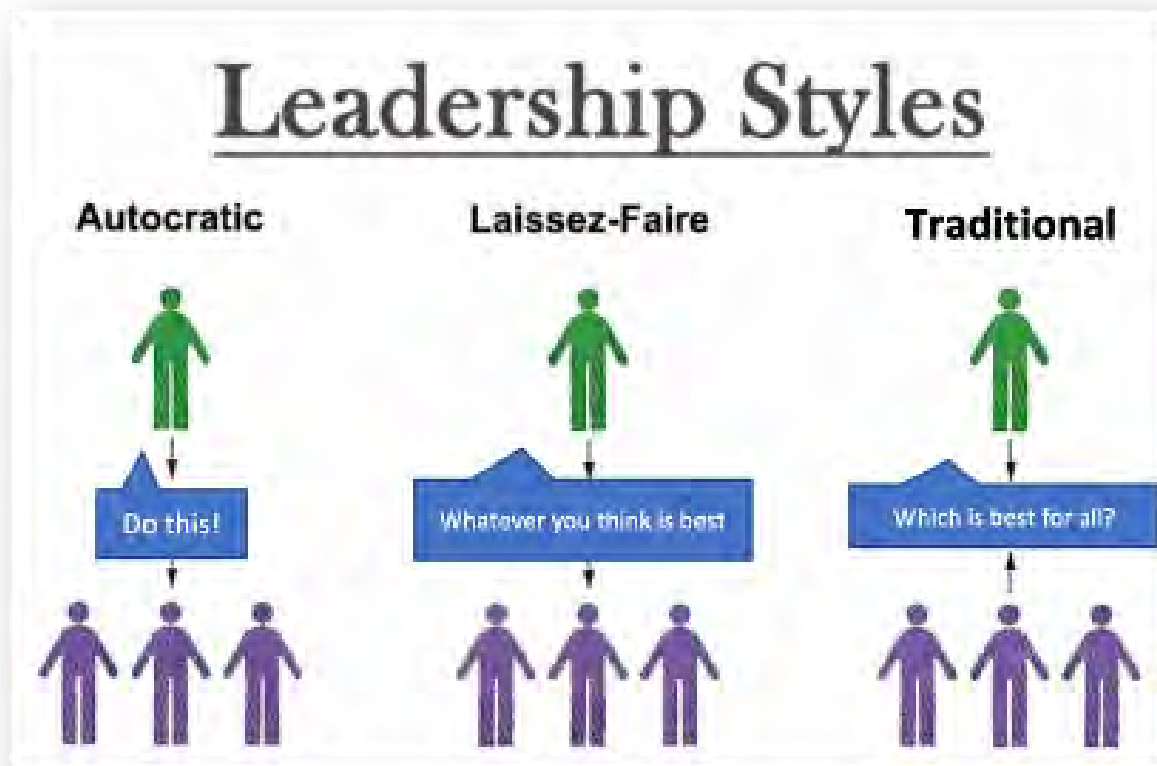 Leadership Styles
Autocratic
Laissez-Faire
Traditional
Do this!
Whatever you think is best
Which is best for all?